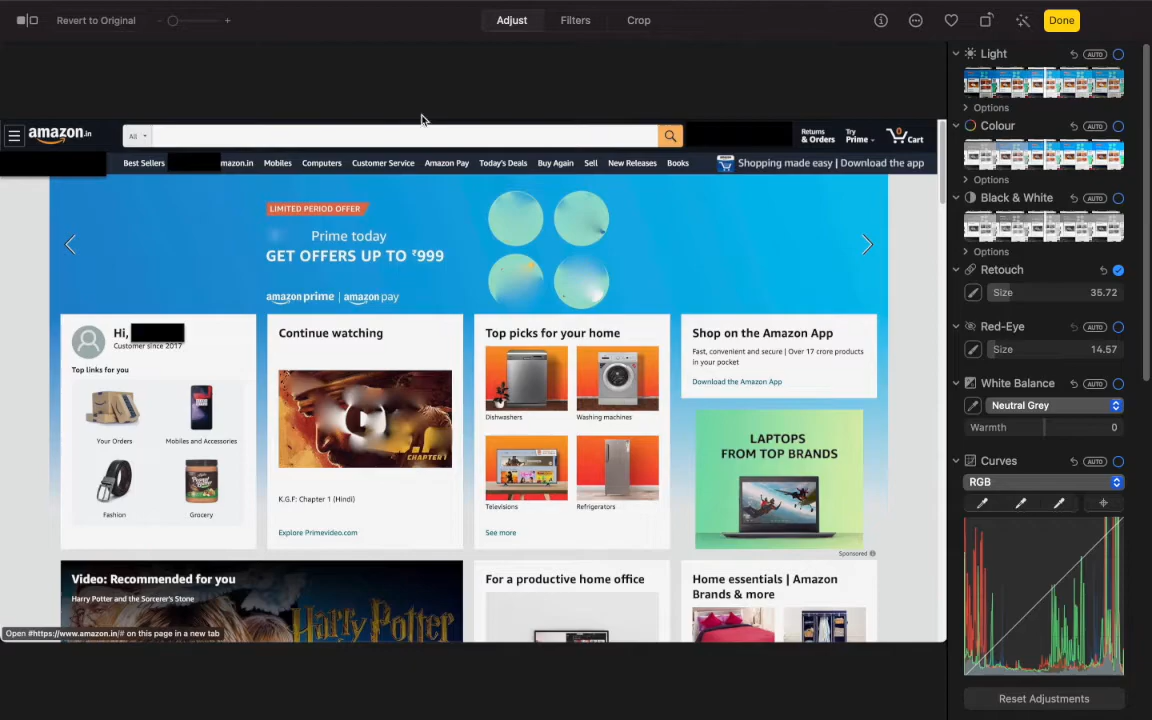 Revert to Original
Adjust
Filters
Crop
Done
Light
AUTO
Options
Colour
AUTO
Options
Black & White
AUTO
Options
Retouch
Size 35.72
Red-Eye
Size 14.57
White Balance
AUTO
Neutral Grey
Warmth 0
Curves
AUTO
RGB
Reset Adjustments
amazon.in
All
Returns
& Orders
Try
Prime
0
Cart
Best Sellers
mazon.in
Mobiles
Computers
Customer Service
Amazon Pay
Today's Deals
Buy Again
Sell
New Releases
Books
Shopping made easy | Download the app
LIMITED PERIOD OFFER
Prime today
GET OFFERS UP TO ₹999
amazon prime | amazon pay
Hi,
Customer since 2017
Top links for you
Your Orders
Mobiles and Accessories
Fashion
Grocery
Continue watching
CHAPTER 1
K.G.F: Chapter 1 (Hindi)
Explore Primevideo.com
Top picks for your home
Dishwashers
Washing machines
Televisions
Refrigerators
See more
Shop on the Amazon App
Fast, convenient and secure | Over 17 crore products
in your pocket
Download the Amazon App
LAPTOPS
FROM TOP BRANDS
Sponsored
Video: Recommended for you
Harry Potter and the Sorcerer's Stone
Harry Potter
For a productive home office
Home essentials | Amazon
Brands & more
Open #https://www.amazon.in/# on this page in a new tab